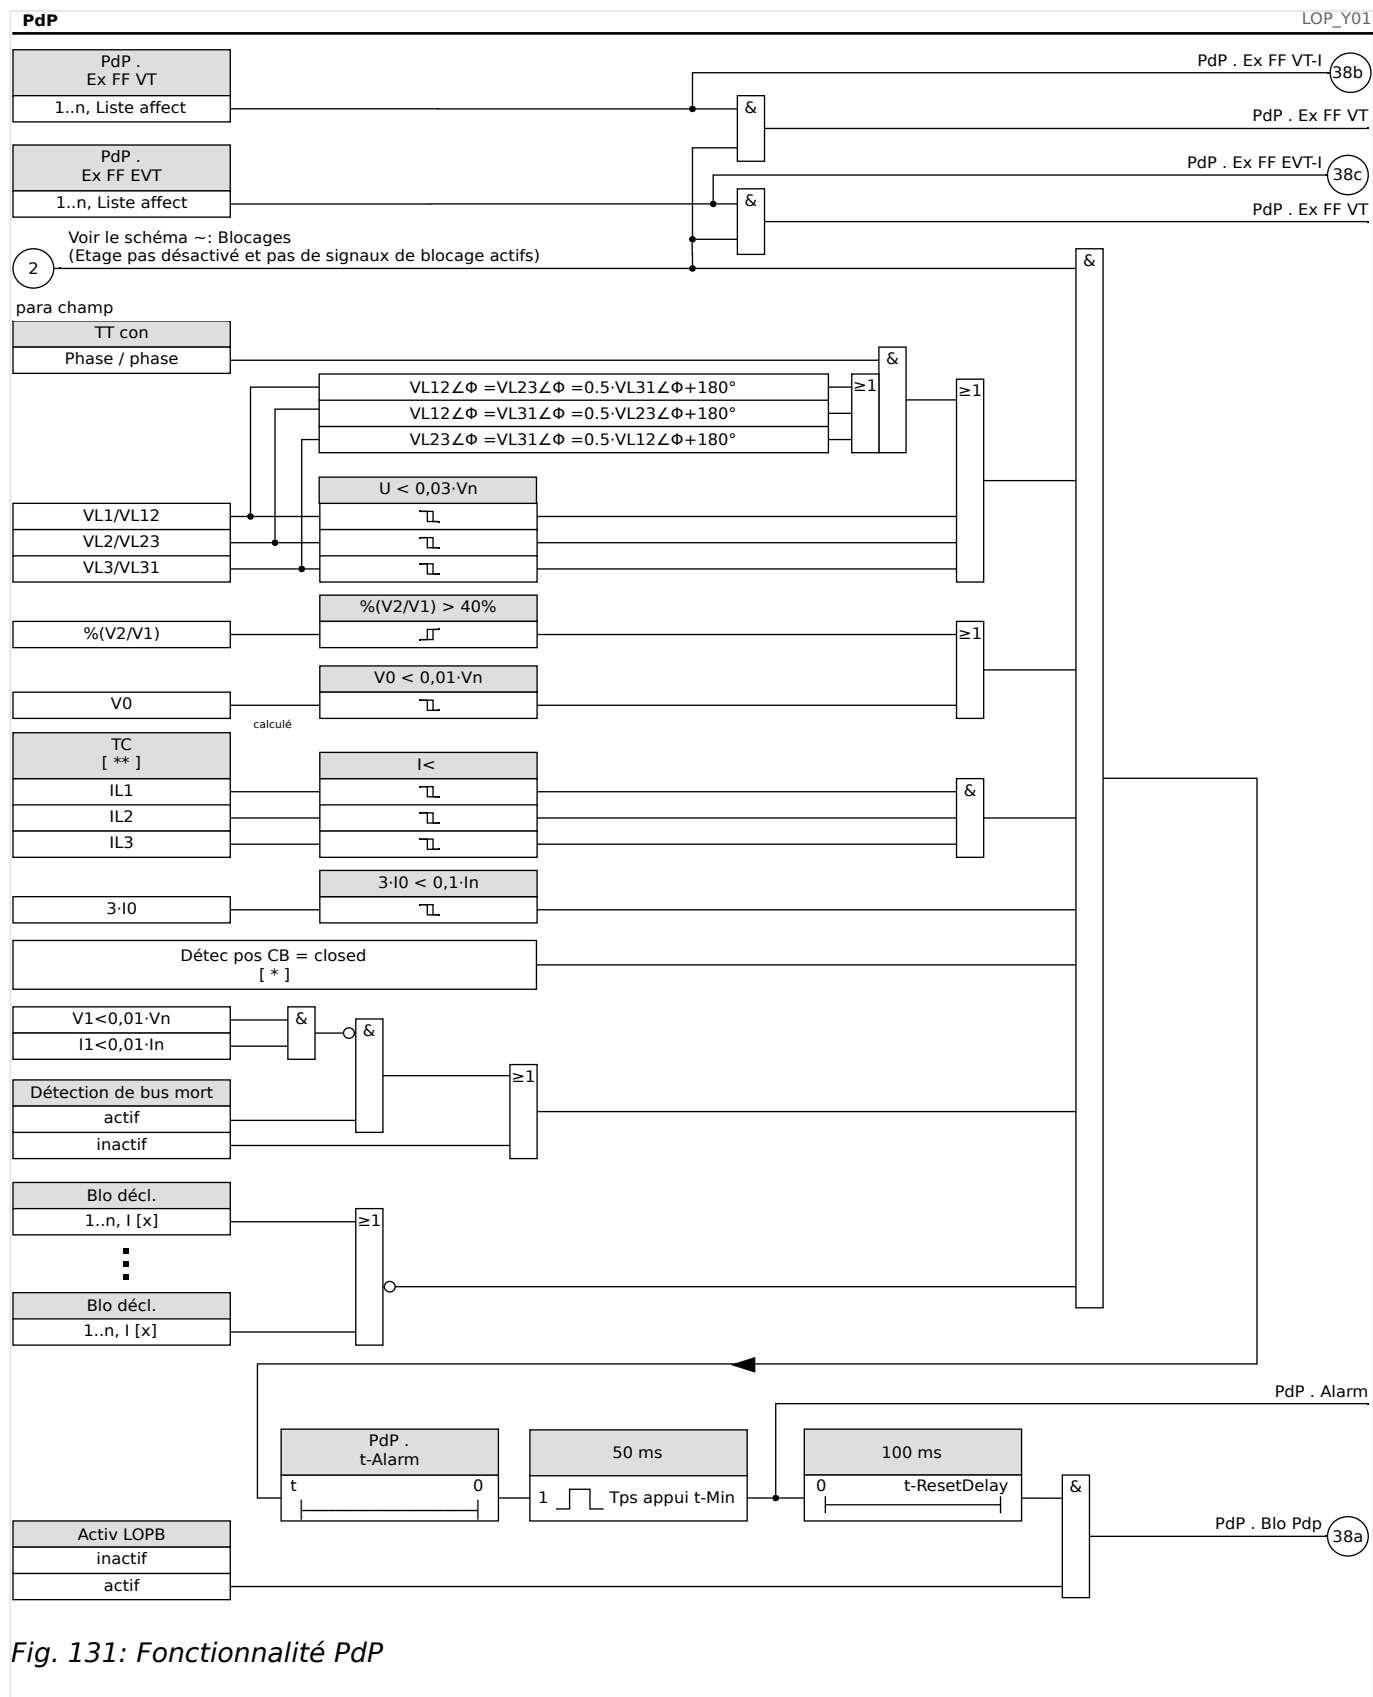 PdP
LOP_Y01
PdP .
Ex FF VT
1..n, Liste affect
PdP . Ex FF VT-I
38b
&
PdP . Ex FF VT
PdP .
Ex FF EVT
1..n, Liste affect
PdP . Ex FF EVT-I
38c
&
PdP . Ex FF VT
Voir le schéma ~: Blocages
(Etage pas désactivé et pas de signaux de blocage actifs)
2
&
para champ
TT con
Phase / phase
&
VL12∠Φ =VL23∠Φ =0.5·VL31∠Φ+180°
≥1
≥1
VL12∠Φ =VL31∠Φ =0.5·VL23∠Φ+180°
VL23∠Φ =VL31∠Φ =0.5·VL12∠Φ+180°
U < 0,03·Vn
VL1/VL12
VL2/VL23
VL3/VL31
%(V2/V1) > 40%
%(V2/V1)
≥1
V0 < 0,01·Vn
V0
calculé
TC
[ ** ]
I<
IL1
&
IL2
IL3
3·I0 < 0,1·In
3·I0
Détec pos CB = closed
[ * ]
V1<0,01·Vn
&
&
I1<0,01·In
≥1
Détection de bus mort
actif
inactif
Blo décl.
1..n, I [x]
≥1
Blo décl.
1..n, I [x]
PdP . Alarm
PdP .
t-Alarm
50 ms
100 ms
t
0
1
Tps appui t-Min
0
t-ResetDelay
&
PdP . Blo Pdp
38a
Activ LOPB
inactif
actif
Fig. 131: Fonctionnalité PdP